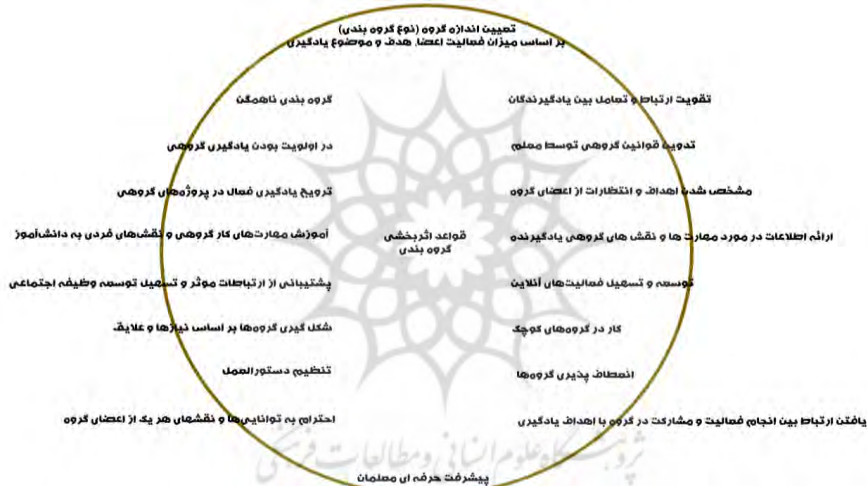 تعیین اندازه گروه (نوع گروه بندی)
بر اساس میزان فعالیت اعضا، هدف و موضوع یادگیری
تقویت ارتباط و تعامل بین یادگیرندگان
گروه بندی ناهمگن
تدوین قوانین گروهی توسط معلم
در اولویت بودن یادگیری گروهی
مشخص شدن اهداف و انتظارات از اعضای گروه
ترویج یادگیری فعال در پروژه‌های گروهی
ارائه اطلاعات در مورد مهارت ها و نقش های گروهی یادگیرنده
قواعد اثربخشی
گروه بندی
آموزش مهارت‌های کار گروهی و نقش‌های فردی به دانش‌آموز
توسعه و تسهیل فعالیت‌های آنلاین
پشتیبانی از ارتباطات موثر و تسهیل توسعه وظیفه اجتماعی
کار در گروه‌های کوچک
شکل گیری گروه‌ها بر اساس نیازها و علایق
انعطاف پذیری گروه‌ها
تنظیم دستورالعمل
یافتن ارتباط بین انجام فعالیت و مشارکت در گروه با اهداف یادگیری
احترام به توانایی‌ها و نقشهای هر یک از اعضای گروه
پژوهشگاه علوم انسانی و مطالعات فرهنگی
پیشرفت حرفه ای معلمان